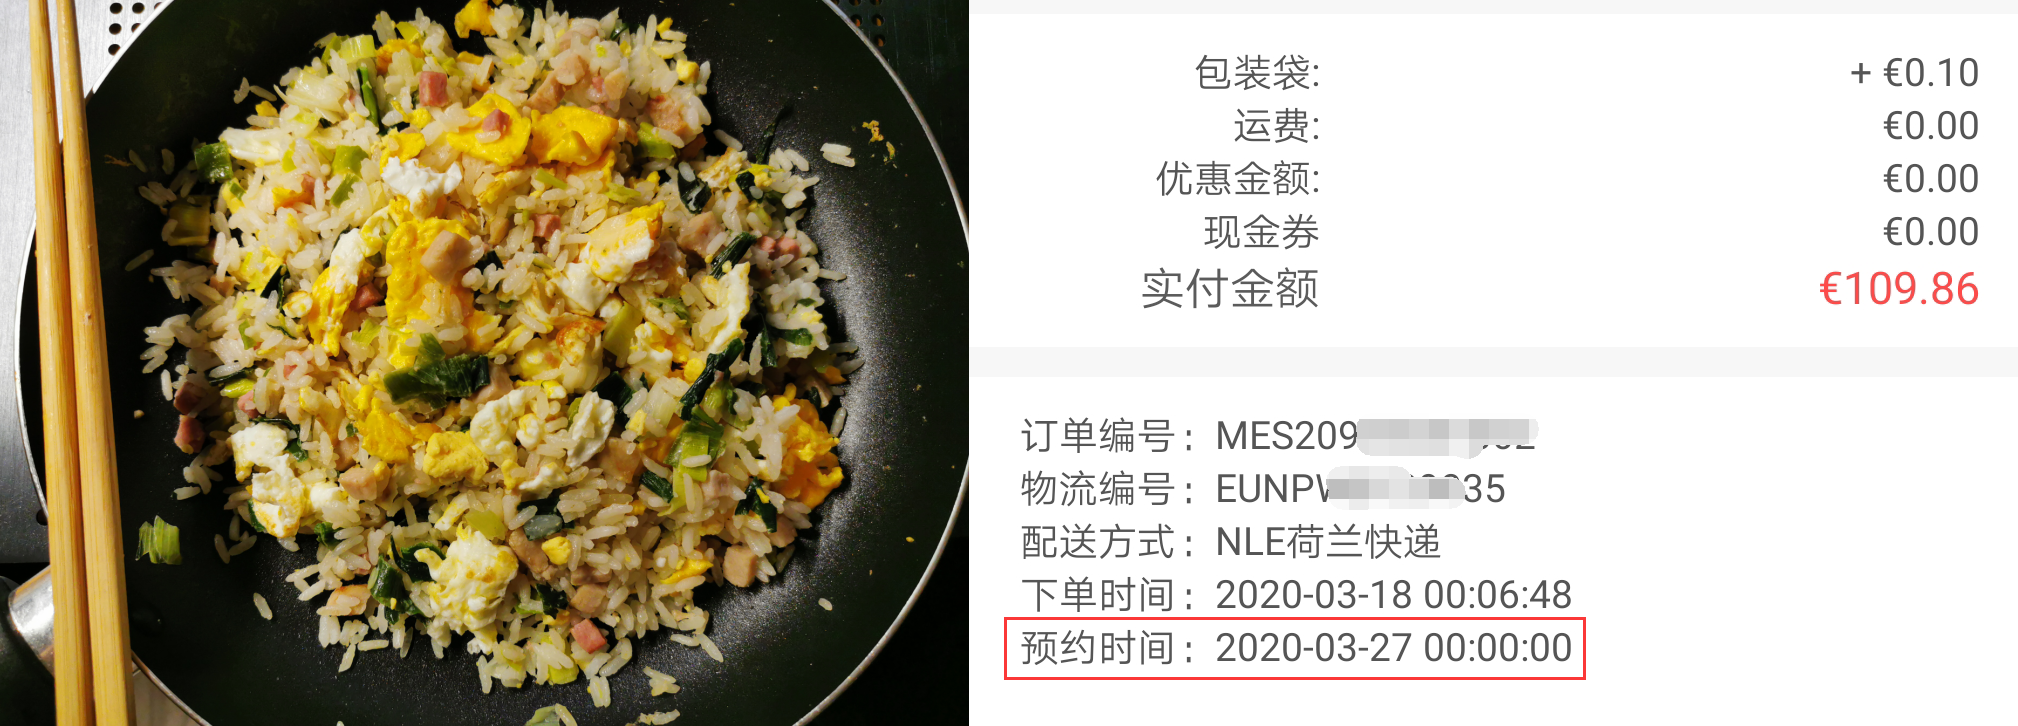 包装袋: + €0.10
运费: €0.00
优惠金额: €0.00
现金券 €0.00
实付金额 €109.86
订单编号： MES209
物流编号： EUNP 35
配送方式： NLE荷兰快递
下单时间： 2020-03-18 00:06:48
预约时间： 2020-03-27 00:00:00